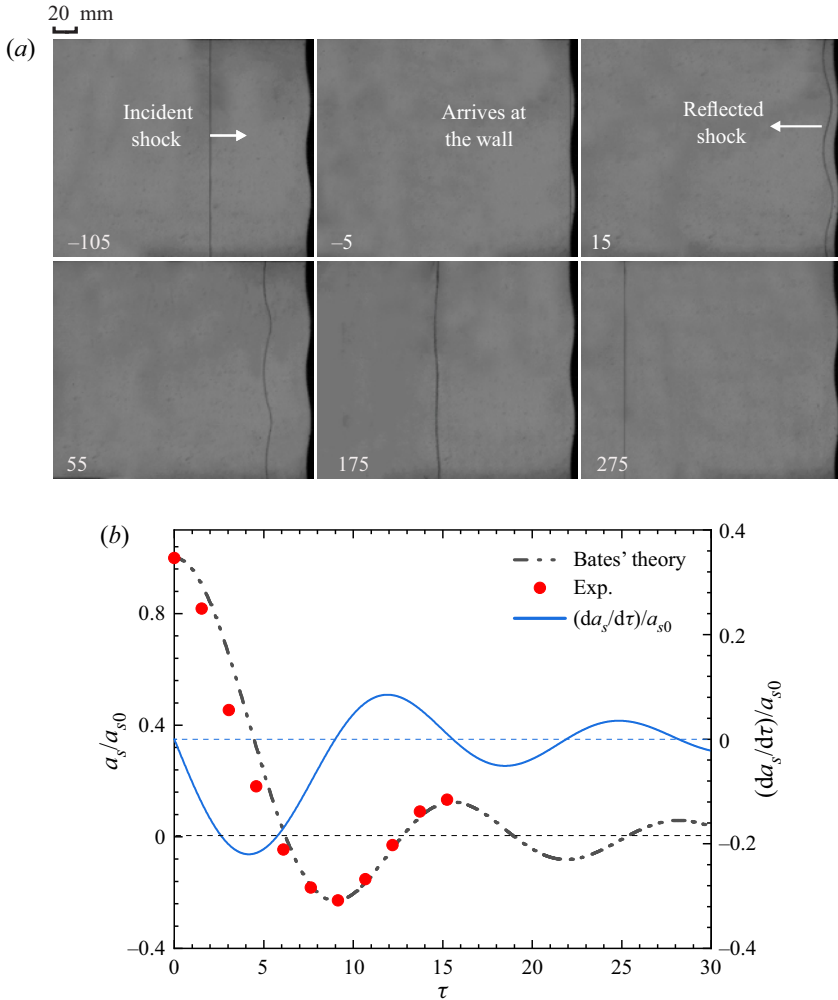 20 mm
(a)
Incident
shock
–105
Arrives at
the wall
–5
Reflected
shock
15
55
175
275
(b)
Bates’ theory
Exp.
(da_s/dτ)/a_s0
a_s/a_s0
0.8
0.4
0
–0.4
0.4
0.2
0
–0.2
–0.4
(da_s/dτ)/a_s0
0 5 10 15 20 25 30
τ